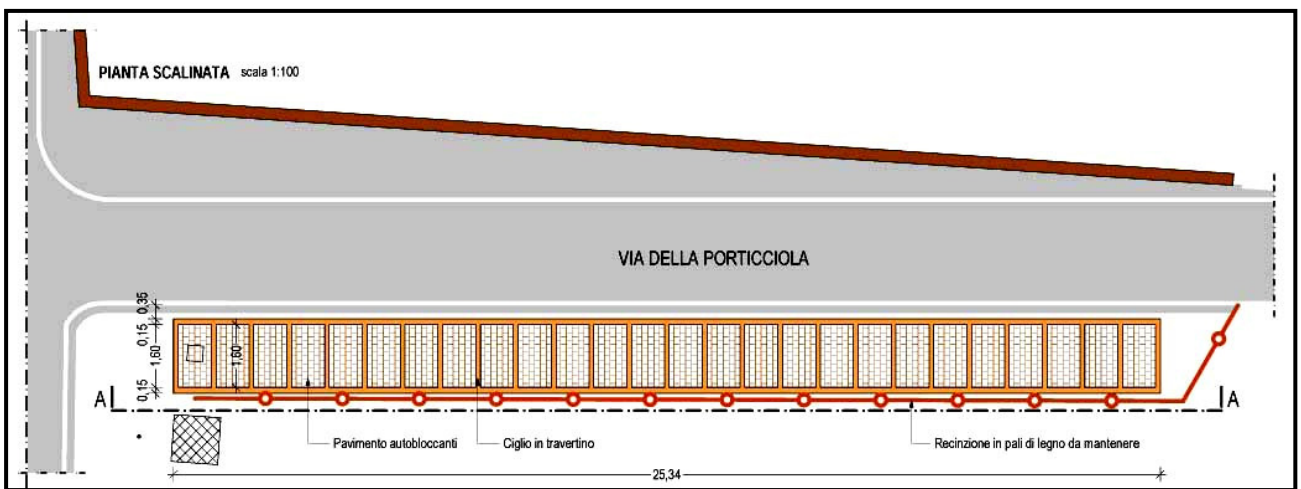 PIANTA SCALINATA scala 1:100
VIA DELLA PORTICCIOLA
0,35
0,15
1,60
1,60
0,15
A
A
Pavimento autobloccanti
Ciglio in travertino
Recinzione in pali di legno da mantenere
25,34